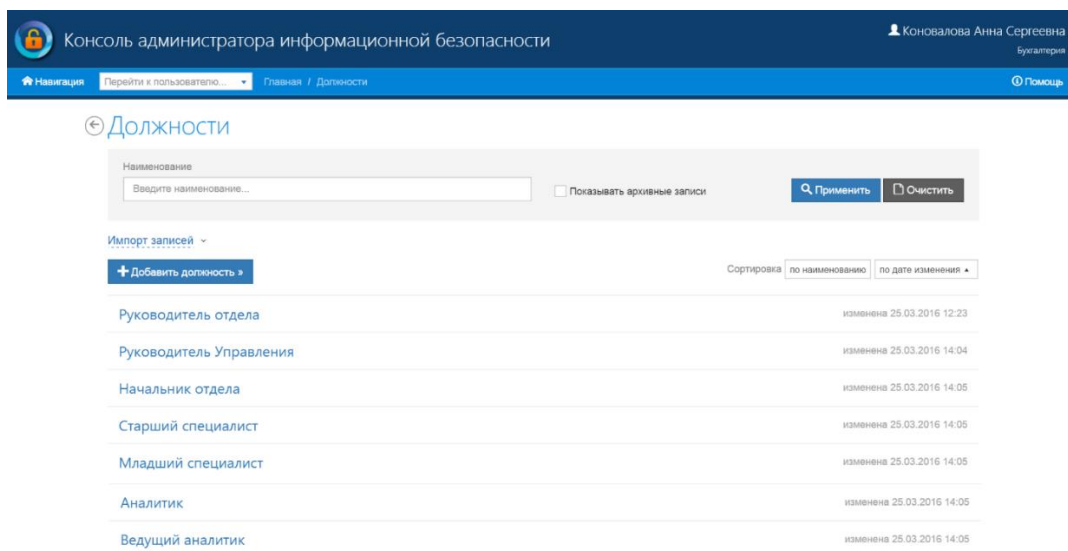 Консоль администратора информационной безопасности
Коновалова Анна Сергеевна
Бухгалтерия
Навигация Перейти к пользователю... Главная / Должности Помощь
Должности
Наименование
Введите наименование... Показывать архивные записи Применить Очистить
Импорт записей
Добавить должность » Сортировка по наименованию по дате изменения
Руководитель отдела изменена 25.03.2016 12:23
Руководитель Управления изменена 25.03.2016 14:04
Начальник отдела изменена 25.03.2016 14:05
Старший специалист изменена 25.03.2016 14:05
Младший специалист изменена 25.03.2016 14:05
Аналитик изменена 25.03.2016 14:05
Ведущий аналитик изменена 25.03.2016 14:05